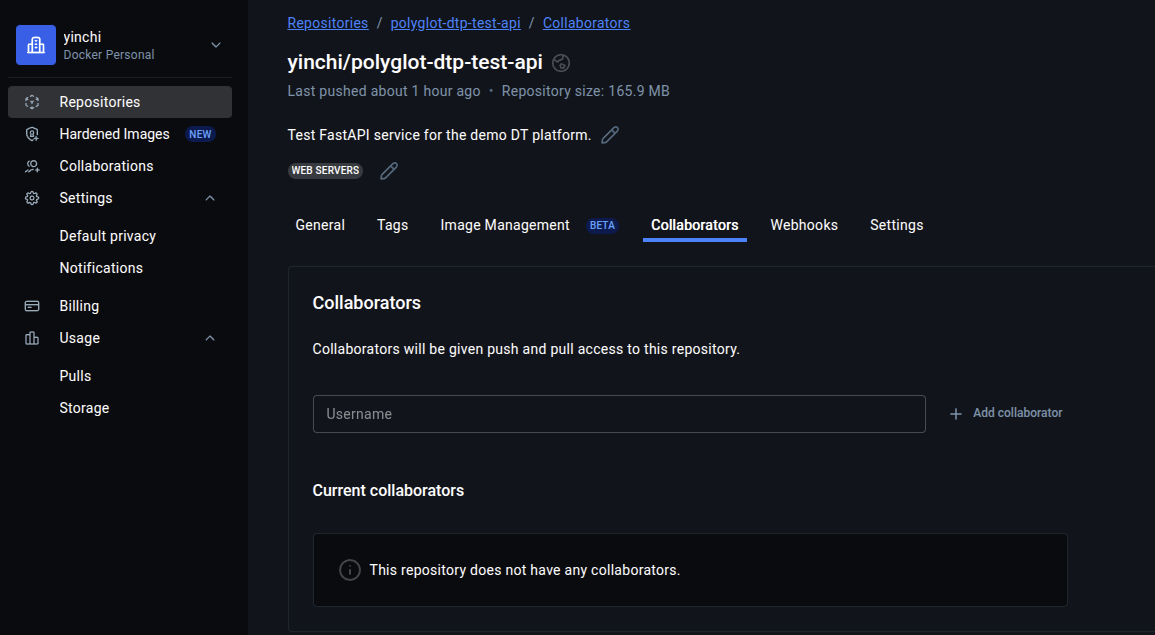 yinchi
Docker Personal
Repositories
Hardened Images NEW
Collaborations
Settings
Default privacy
Notifications
Billing
Usage
Pulls
Storage
Repositories / polyglot-dtp-test-api / Collaborators
yinchi/polyglot-dtp-test-api
Last pushed about 1 hour ago • Repository size: 165.9 MB
Test FastAPI service for the demo DT platform.
WEB SERVERS
General Tags Image Management BETA Collaborators Webhooks Settings
Collaborators
Collaborators will be given push and pull access to this repository.
Username
Add collaborator
Current collaborators
This repository does not have any collaborators.